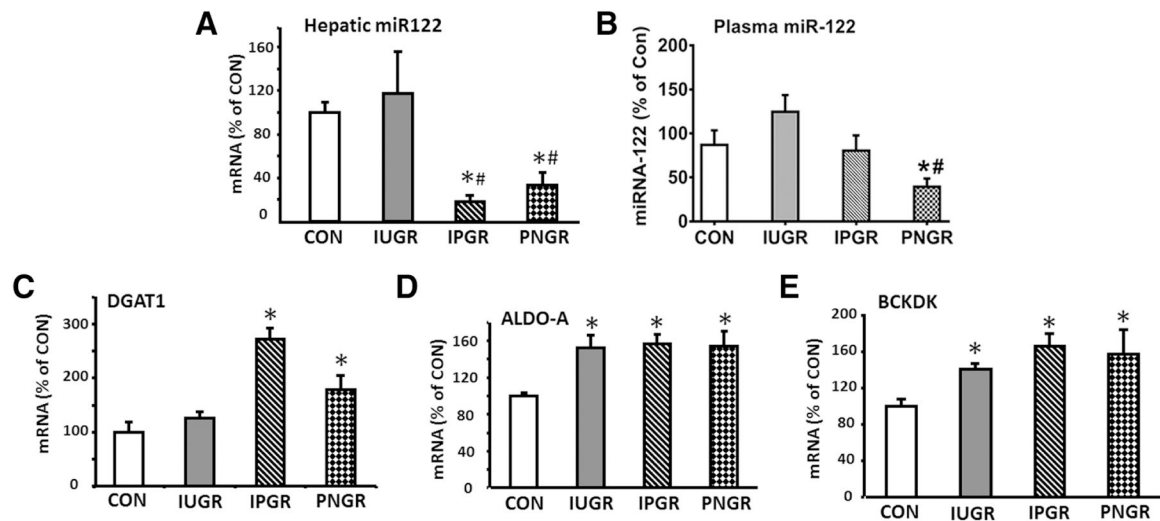 A
Hepatic miR122
mRNA (% of CON)
160
120
80
40
0
*#
*#
CON IUGR IPGR PNGR
B
Plasma miR-122
miRNA-122 (% of Con)
200
150
100
50
0
*#
CON IUGR IPGR PNGR
C
DGAT1
mRNA (% of CON)
300
200
100
0
*
*
CON IUGR IPGR PNGR
D
ALDO-A
mRNA (% of CON)
200
160
120
80
40
0
* * *
CON IUGR IPGR PNGR
E
BCKDK
mRNA (% of CON)
200
160
120
80
40
0
* * *
CON IUGR IPGR PNGR